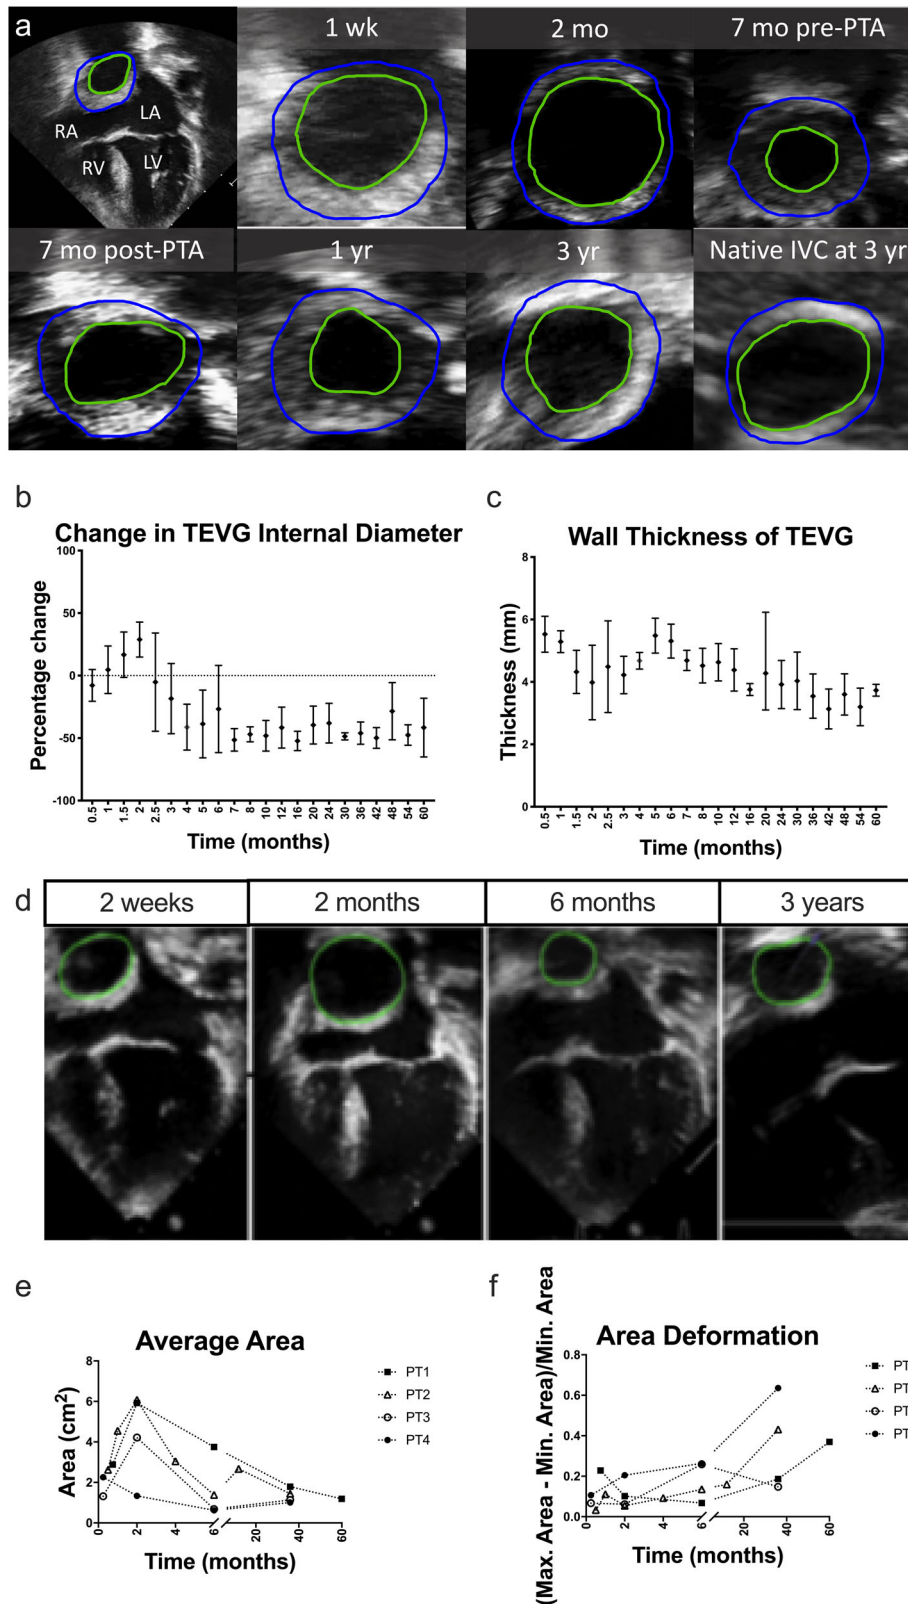 a
1 wk
2 mo
7 mo pre-PTA
LA
RA
RV
LV
7 mo post-PTA
1 yr
3 yr
Native IVC at 3 yr
b
Change in TEVG Internal Diameter
Percentage change
100
50
0
-50
-100
0.5
1
1.5
2
2.5
3
4
5
6
7
8
10
12
16
20
24
30
36
42
48
54
60
Time (months)
c
Wall Thickness of TEVG
Thickness (mm)
8
6
4
2
0
0.5
1
1.5
2
2.5
3
4
5
6
7
8
10
12
16
20
24
30
36
42
48
54
60
Time (months)
d
2 weeks
2 months
6 months
3 years
e
Average Area
Area (cm²)
8
6
4
2
0
0
2
4
6
20
40
60
Time (months)
PT1
PT2
PT3
PT4
f
Area Deformation
(Max. Area - Min. Area)/Min. Area
0.8
0.6
0.4
0.2
0.0
0
2
4
6
20
40
60
Time (months)
PT
PT
PT
PT